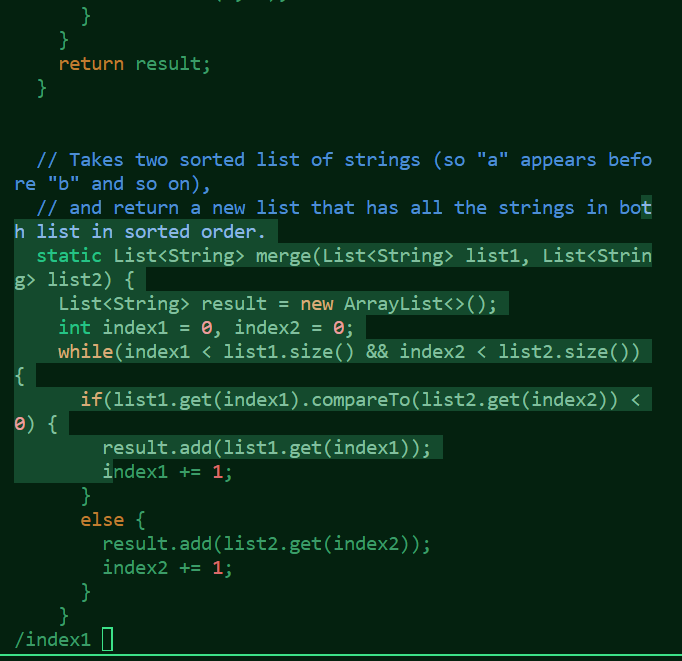 }
}
return result;
}
// Takes two sorted list of strings (so "a" appears befo
re "b" and so on),
// and return a new list that has all the strings in bot
h list in sorted order.
static List<String> merge(List<String> list1, List<Strin
g> list2) {
List<String> result = new ArrayList<>();
int index1 = 0, index2 = 0;
while(index1 < list1.size() && index2 < list2.size())
{
if(list1.get(index1).compareTo(list2.get(index2)) <
0) {
result.add(list1.get(index1));
index1 += 1;
}
else {
result.add(list2.get(index2));
index2 += 1;
}
}
/index1